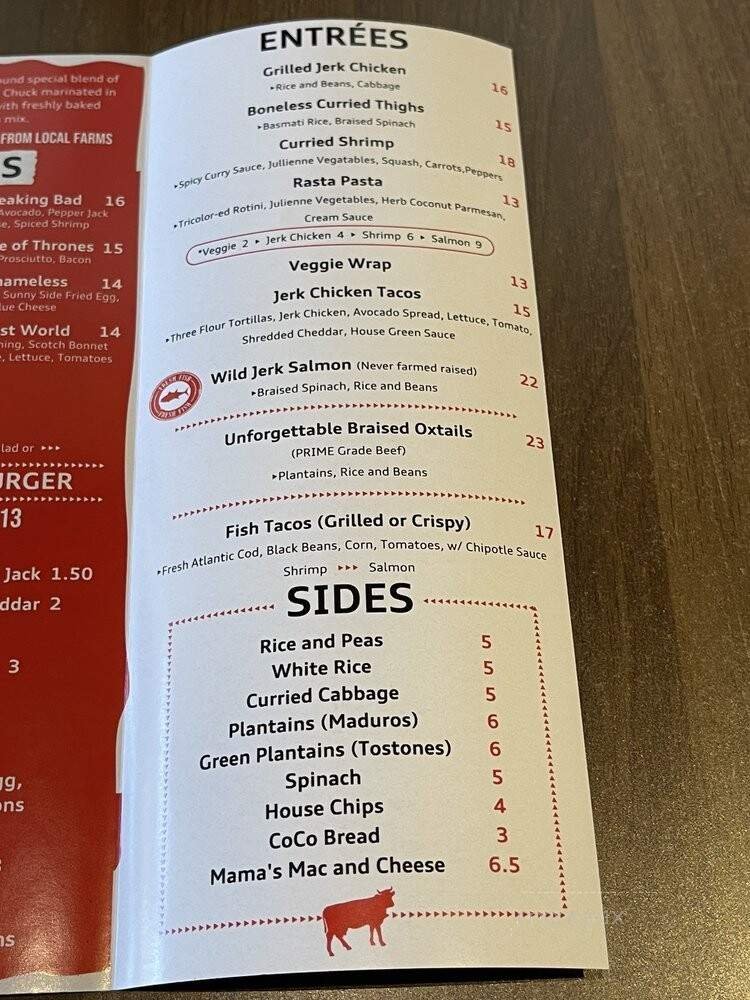 ound special blend of
Chuck marinated in
with freshly baked
mix.
FROM LOCAL FARMS
S
eaking Bad 16
Avocado, Pepper Jack
se, Spiced Shrimp
e of Thrones 15
Prosciutto, Bacon
hameless 14
Sunny Side Fried Egg,
lue Cheese
st World 14
ning, Scotch Bonnet
e, Lettuce, Tomatoes
lad or ▸▸▸
URGER
13
Jack 1.50
ddar 2
3
gg,
ons
ns
ENTRÉES
Grilled Jerk Chicken 16
▸Rice and Beans, Cabbage
Boneless Curried Thighs 15
▸Basmati Rice, Braised Spinach
Curried Shrimp 18
▸Spicy Curry Sauce, Jullienne Vegatables, Squash, Carrots,Peppers
Rasta Pasta 13
▸Tricolor-ed Rotini, Julienne Vegetables, Herb Coconut Parmesan,
Cream Sauce
*Veggie 2 ▸ Jerk Chicken 4 ▸ Shrimp 6 ▸ Salmon 9
Veggie Wrap 13
Jerk Chicken Tacos 15
▸Three Flour Tortillas, Jerk Chicken, Avocado Spread, Lettuce, Tomato,
Shredded Cheddar, House Green Sauce
FRESH FISH
FRESH FISH
Wild Jerk Salmon (Never farmed raised) 22
▸Braised Spinach, Rice and Beans
Unforgettable Braised Oxtails 23
(PRIME Grade Beef)
▸Plantains, Rice and Beans
Fish Tacos (Grilled or Crispy) 17
▸Fresh Atlantic Cod, Black Beans, Corn, Tomatoes, w/ Chipotle Sauce
Shrimp ▸▸▸ Salmon
SIDES
Rice and Peas 5
White Rice 5
Curried Cabbage 5
Plantains (Maduros) 6
Green Plantains (Tostones) 6
Spinach 5
House Chips 4
CoCo Bread 3
Mama's Mac and Cheese 6.5